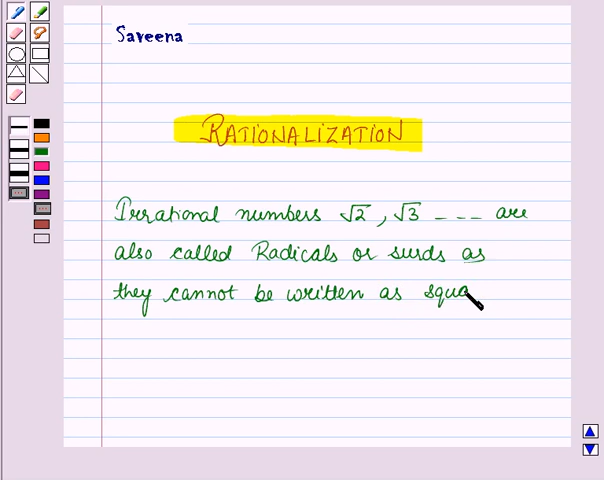 Saveena
RATIONALIZATION
Irrational numbers √2, √3 --- are
also called Radicals or surds as
they cannot be written as squa